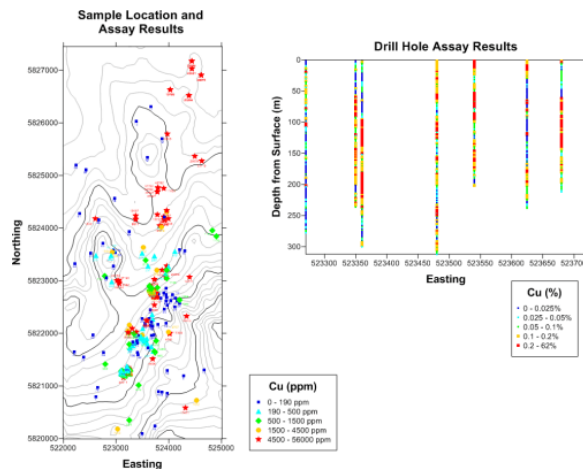 Sample Location and
Assay Results
5827000
5826000
5825000
5824000
5823000
5822000
5821000
5820000
Northing
522000 523000 524000 525000
Easting
Cu (ppm)
0 - 190 ppm
190 - 500 ppm
500 - 1500 ppm
1500 - 4500 ppm
4500 - 56000 ppm
Drill Hole Assay Results
0
50
100
150
200
250
300
Depth from Surface (m)
523300 523350 523400 523450 523500 523550 523600 523650 523700
Easting
Cu (%)
0 - 0.025%
0.025 - 0.05%
0.05 - 0.1%
0.1 - 0.2%
0.2 - 62%